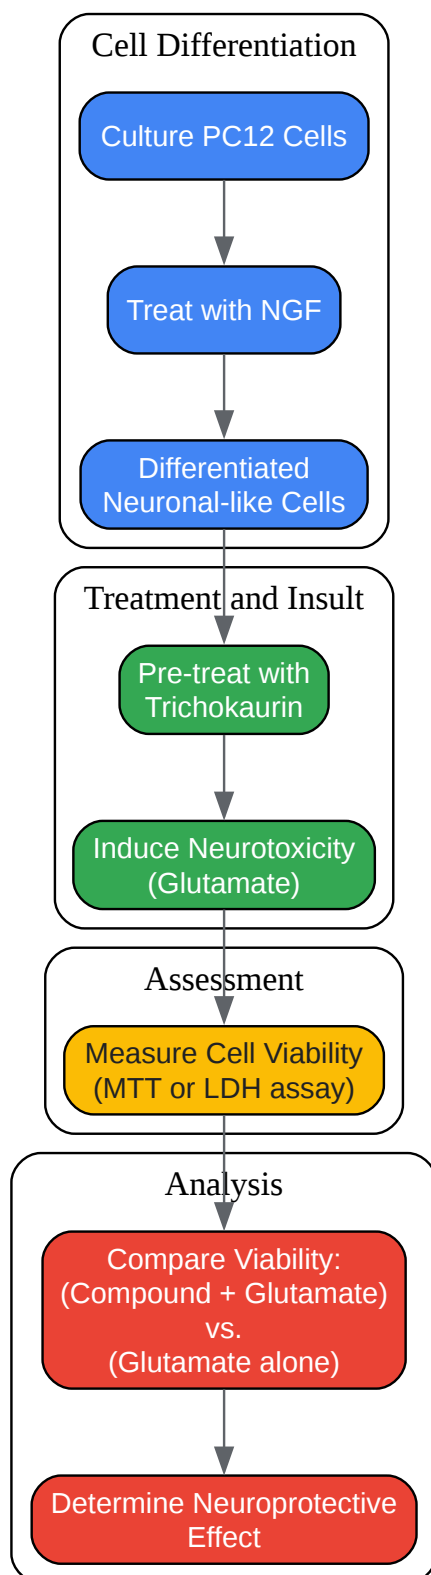 Cell Differentiation
Culture PC12 Cells
Treat with NGF
Differentiated
Neuronal-like Cells
Treatment and Insult
Pre-treat with
Trichokaurin
Induce Neurotoxicity
(Glutamate)
Assessment
Measure Cell Viability
(MTT or LDH assay)
Analysis
Compare Viability:
(Compound + Glutamate)
vs.
(Glutamate alone)
Determine Neuroprotective
Effect